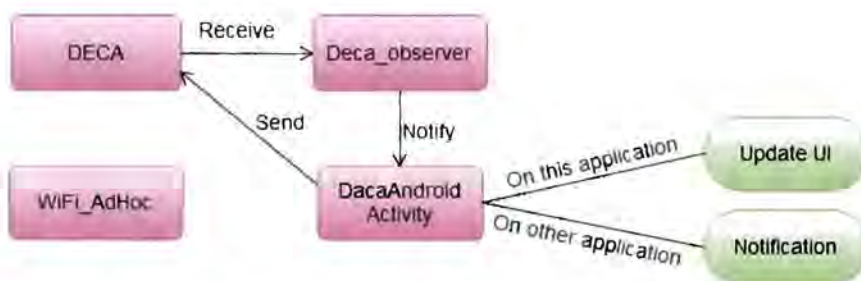 Receive
DECA
Deca_observer
Send
Notify
On this application
Update UI
WiFi_AdHoc
DacaAndroid
Activity
On other application
Notification